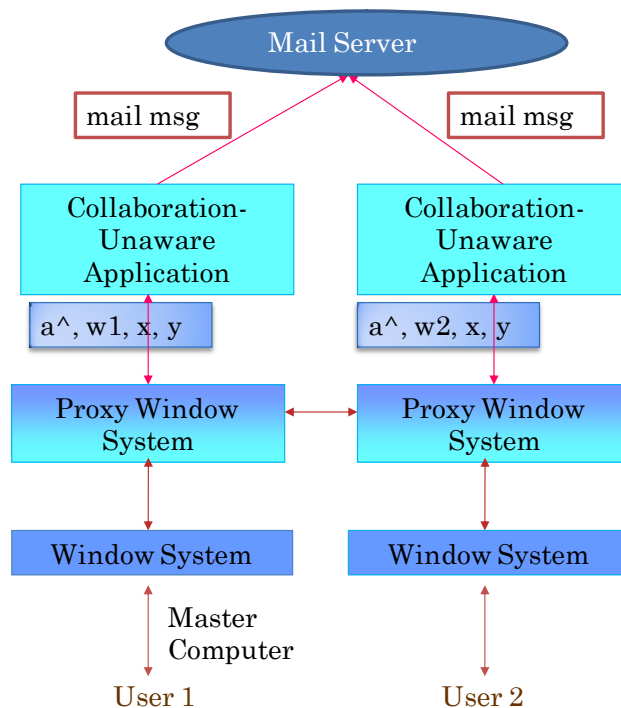 Mail Server
mail msg
mail msg
Collaboration-
Unaware
Application
Collaboration-
Unaware
Application
a^, w1, x, y
a^, w2, x, y
Proxy Window
System
Proxy Window
System
Window System
Window System
Master
Computer
User 1
User 2